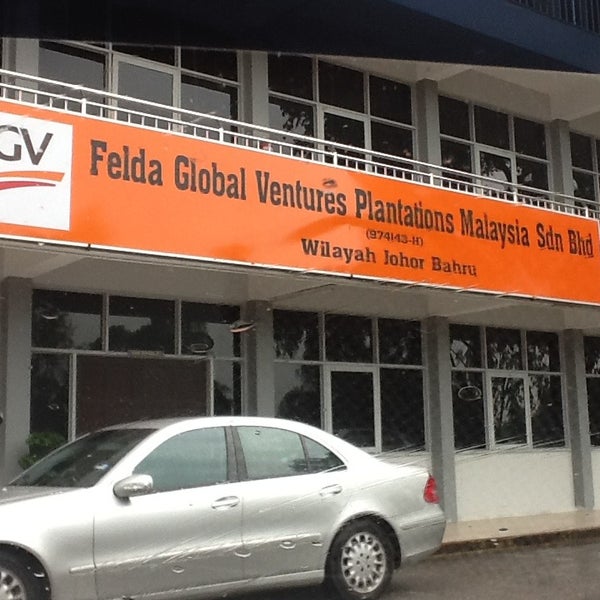 GV
Felda Global Ventures Plantations Malaysia Sdn Bhd
(974143-H)
Wilayah Johor Bahru